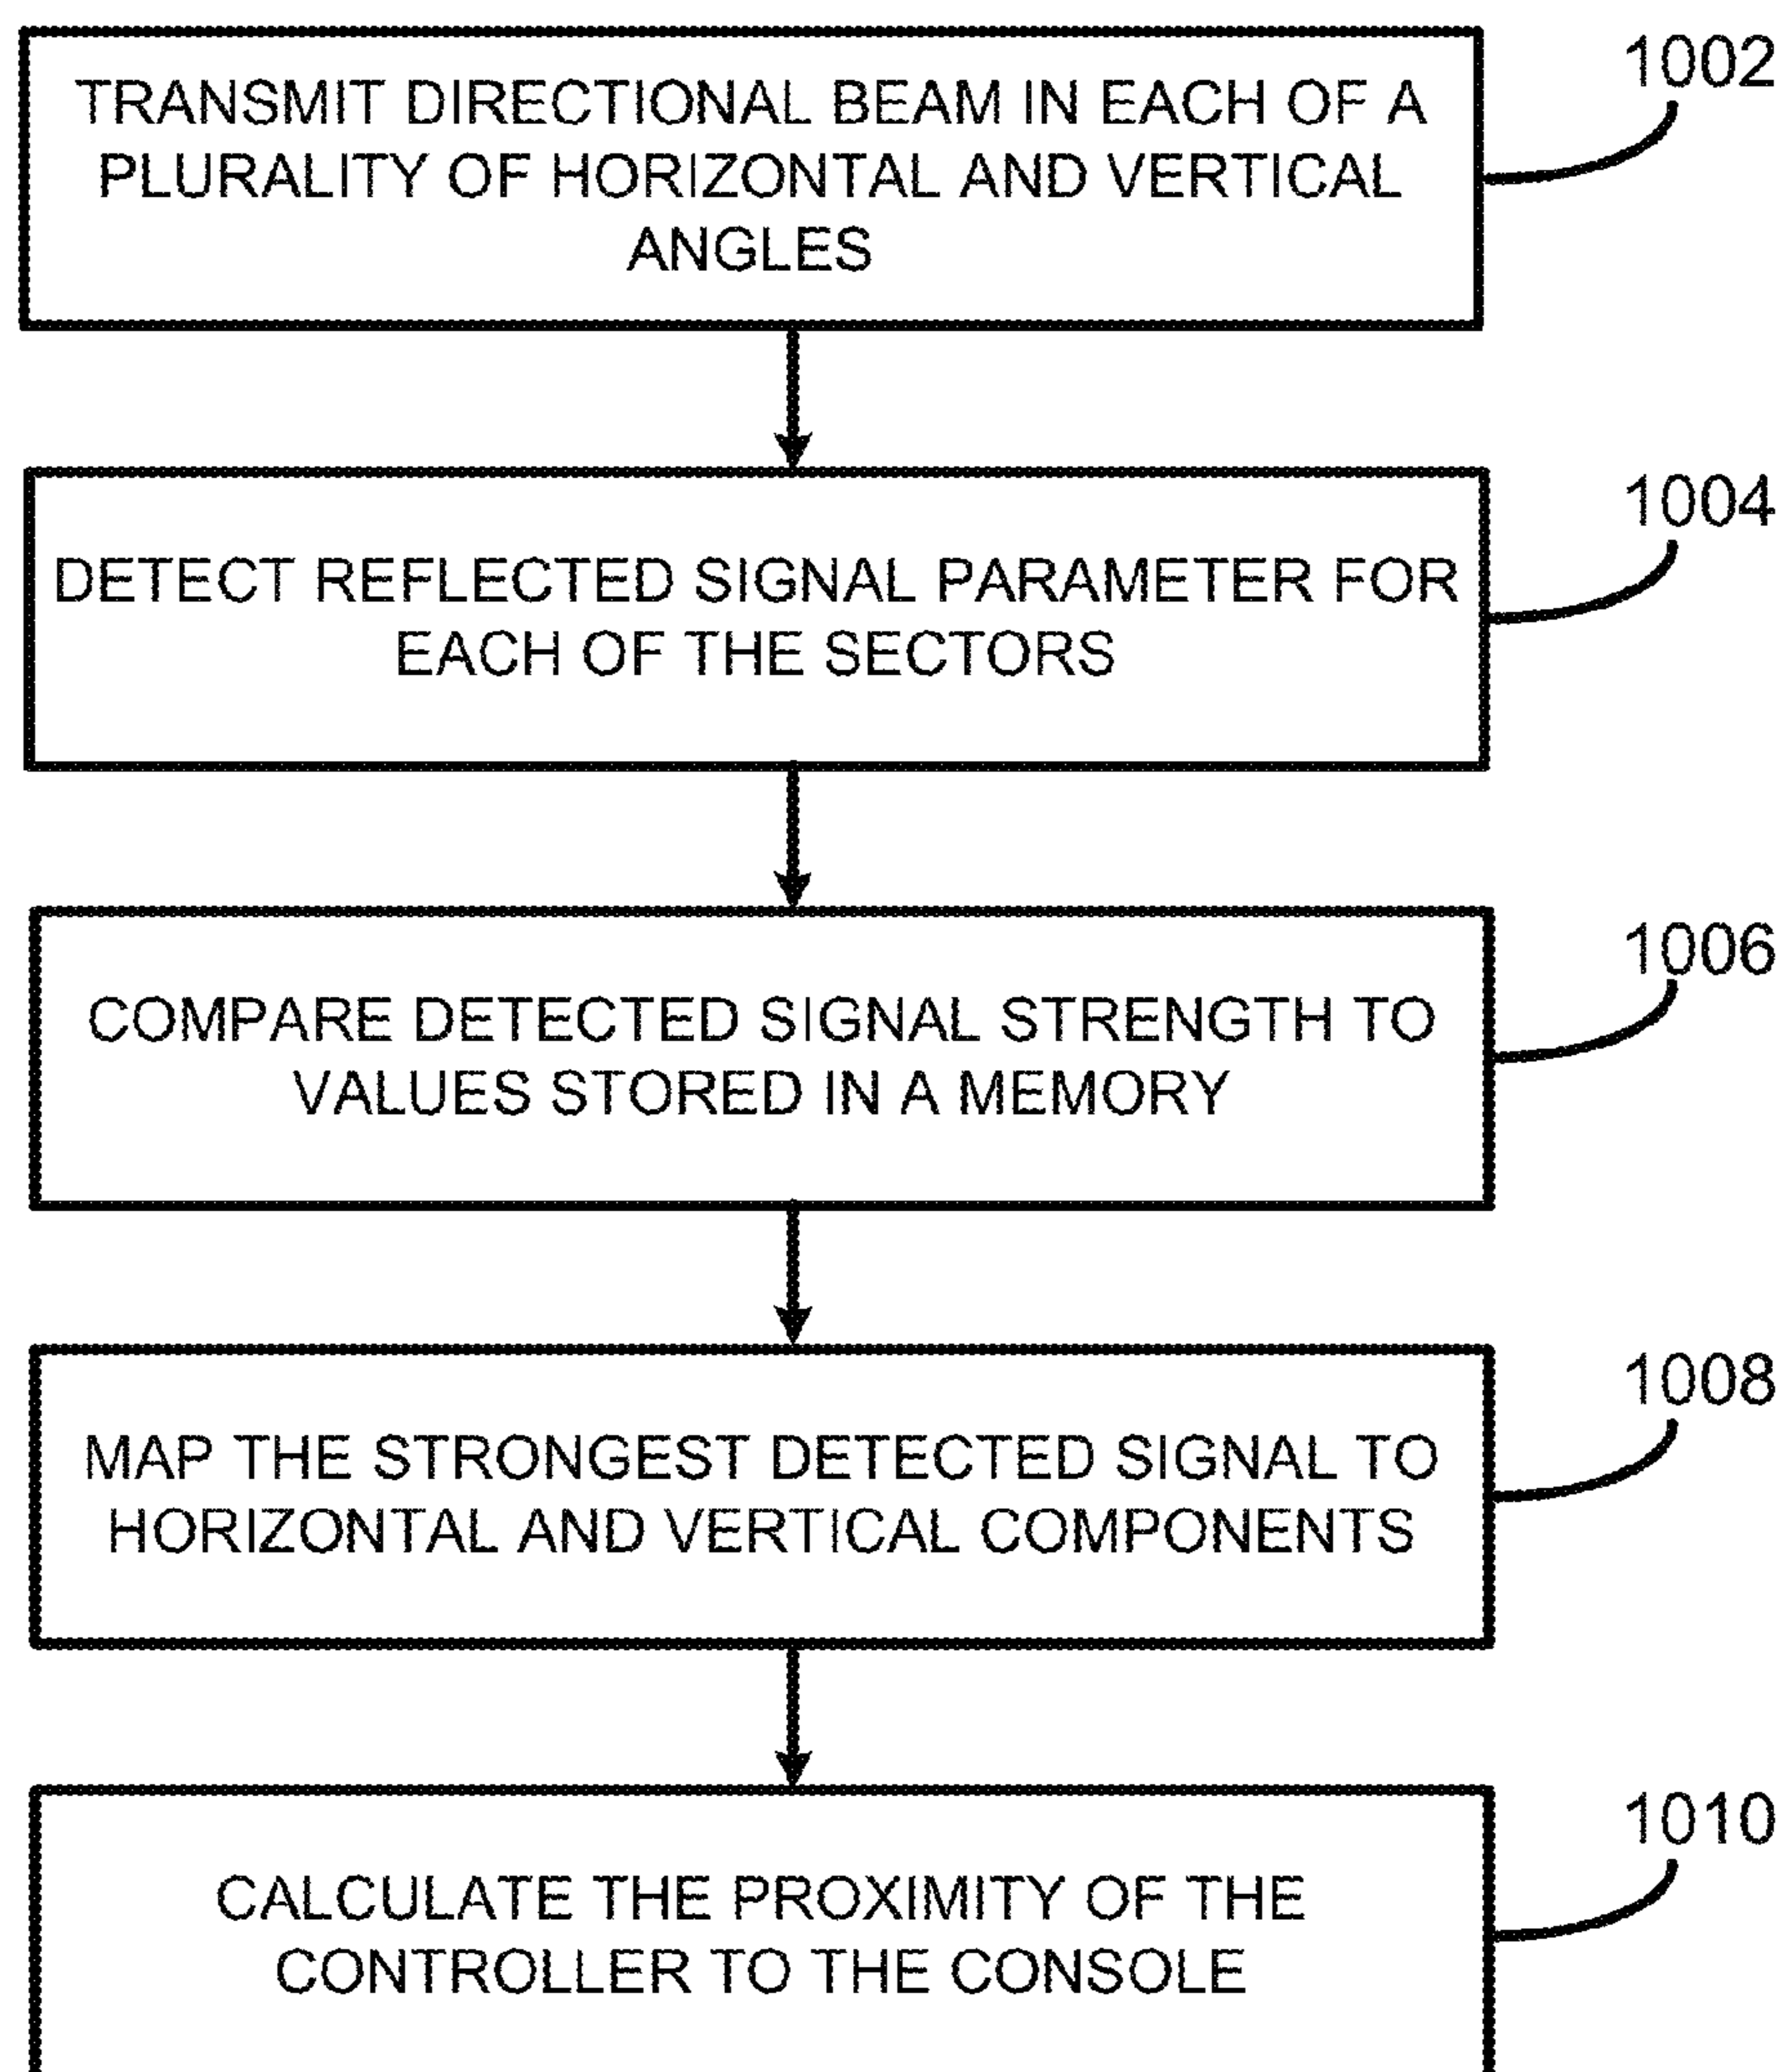 1002
TRANSMIT DIRECTIONAL BEAM IN EACH OF A
PLURALITY OF HORIZONTAL AND VERTICAL
ANGLES
1004
DETECT REFLECTED SIGNAL PARAMETER FOR
EACH OF THE SECTORS
1006
COMPARE DETECTED SIGNAL STRENGTH TO
VALUES STORED IN A MEMORY
1008
MAP THE STRONGEST DETECTED SIGNAL TO
HORIZONTAL AND VERTICAL COMPONENTS
1010
CALCULATE THE PROXIMITY OF THE
CONTROLLER TO THE CONSOLE